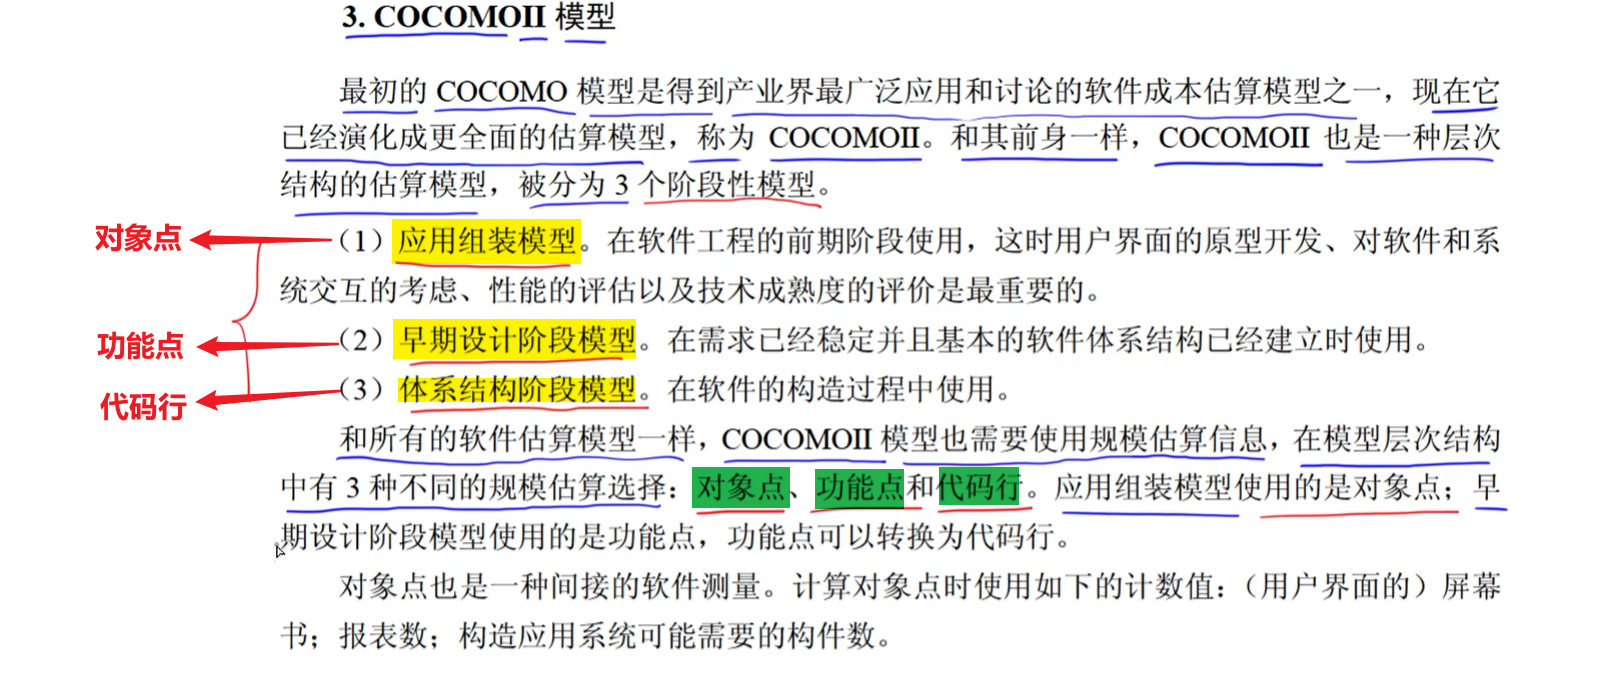 3. COCOMOII 模型
最初的 COCOMO 模型是得到产业界最广泛应用和讨论的软件成本估算模型之一，现在它
已经演化成更全面的估算模型，称为 COCOMOII。和其前身一样，COCOMOII 也是一种层次
结构的估算模型，被分为 3 个阶段性模型。
对象点
（1）应用组装模型。在软件工程的前期阶段使用，这时用户界面的原型开发、对软件和系
统交互的考虑、性能的评估以及技术成熟度的评价是最重要的。
功能点
（2）早期设计阶段模型。在需求已经稳定并且基本的软件体系结构已经建立时使用。
代码行
（3）体系结构阶段模型。在软件的构造过程中使用。
和所有的软件估算模型一样，COCOMOII 模型也需要使用规模估算信息，在模型层次结构
中有 3 种不同的规模估算选择：对象点、功能点和代码行。应用组装模型使用的是对象点；早
期设计阶段模型使用的是功能点，功能点可以转换为代码行。
对象点也是一种间接的软件测量。计算对象点时使用如下的计数值：（用户界面的）屏幕
书；报表数；构造应用系统可能需要的构件数。